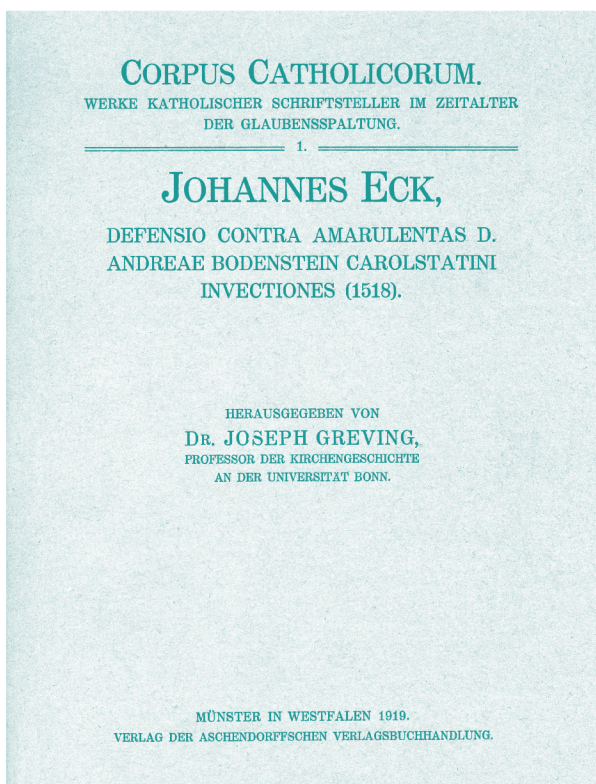 CORPUS CATHOLICORUM.
WERKE KATHOLISCHER SCHRIFTSTELLER IM ZEITALTER
DER GLAUBENSSPALTUNG.
1.
JOHANNES ECK,
DEFENSIO CONTRA AMARULENTAS D.
ANDREAE BODENSTEIN CAROLSTATINI
INVECTIONES (1518).
HERAUSGEGEBEN VON
DR. JOSEPH GREVING,
PROFESSOR DER KIRCHENGESCHICHTE
AN DER UNIVERSITÄT BONN.
MÜNSTER IN WESTFALEN 1919.
VERLAG DER ASCHENDORFFSCHEN VERLAGSBUCHHANDLUNG.